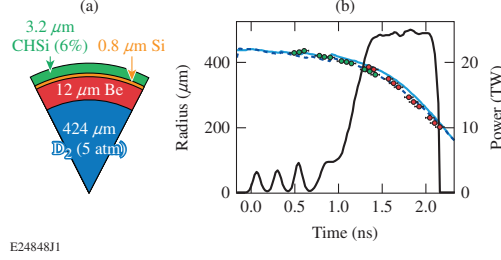 (a)
3.2 μm
CHSi (6%)
0.8 μm Si
12 μm Be
424 μm
D2 (5 atm)
E24848J1
(b)
Radius (μm)
400
200
0
0.0
0.5
1.0
1.5
2.0
Time (ns)
20
10
0
Power (TW)